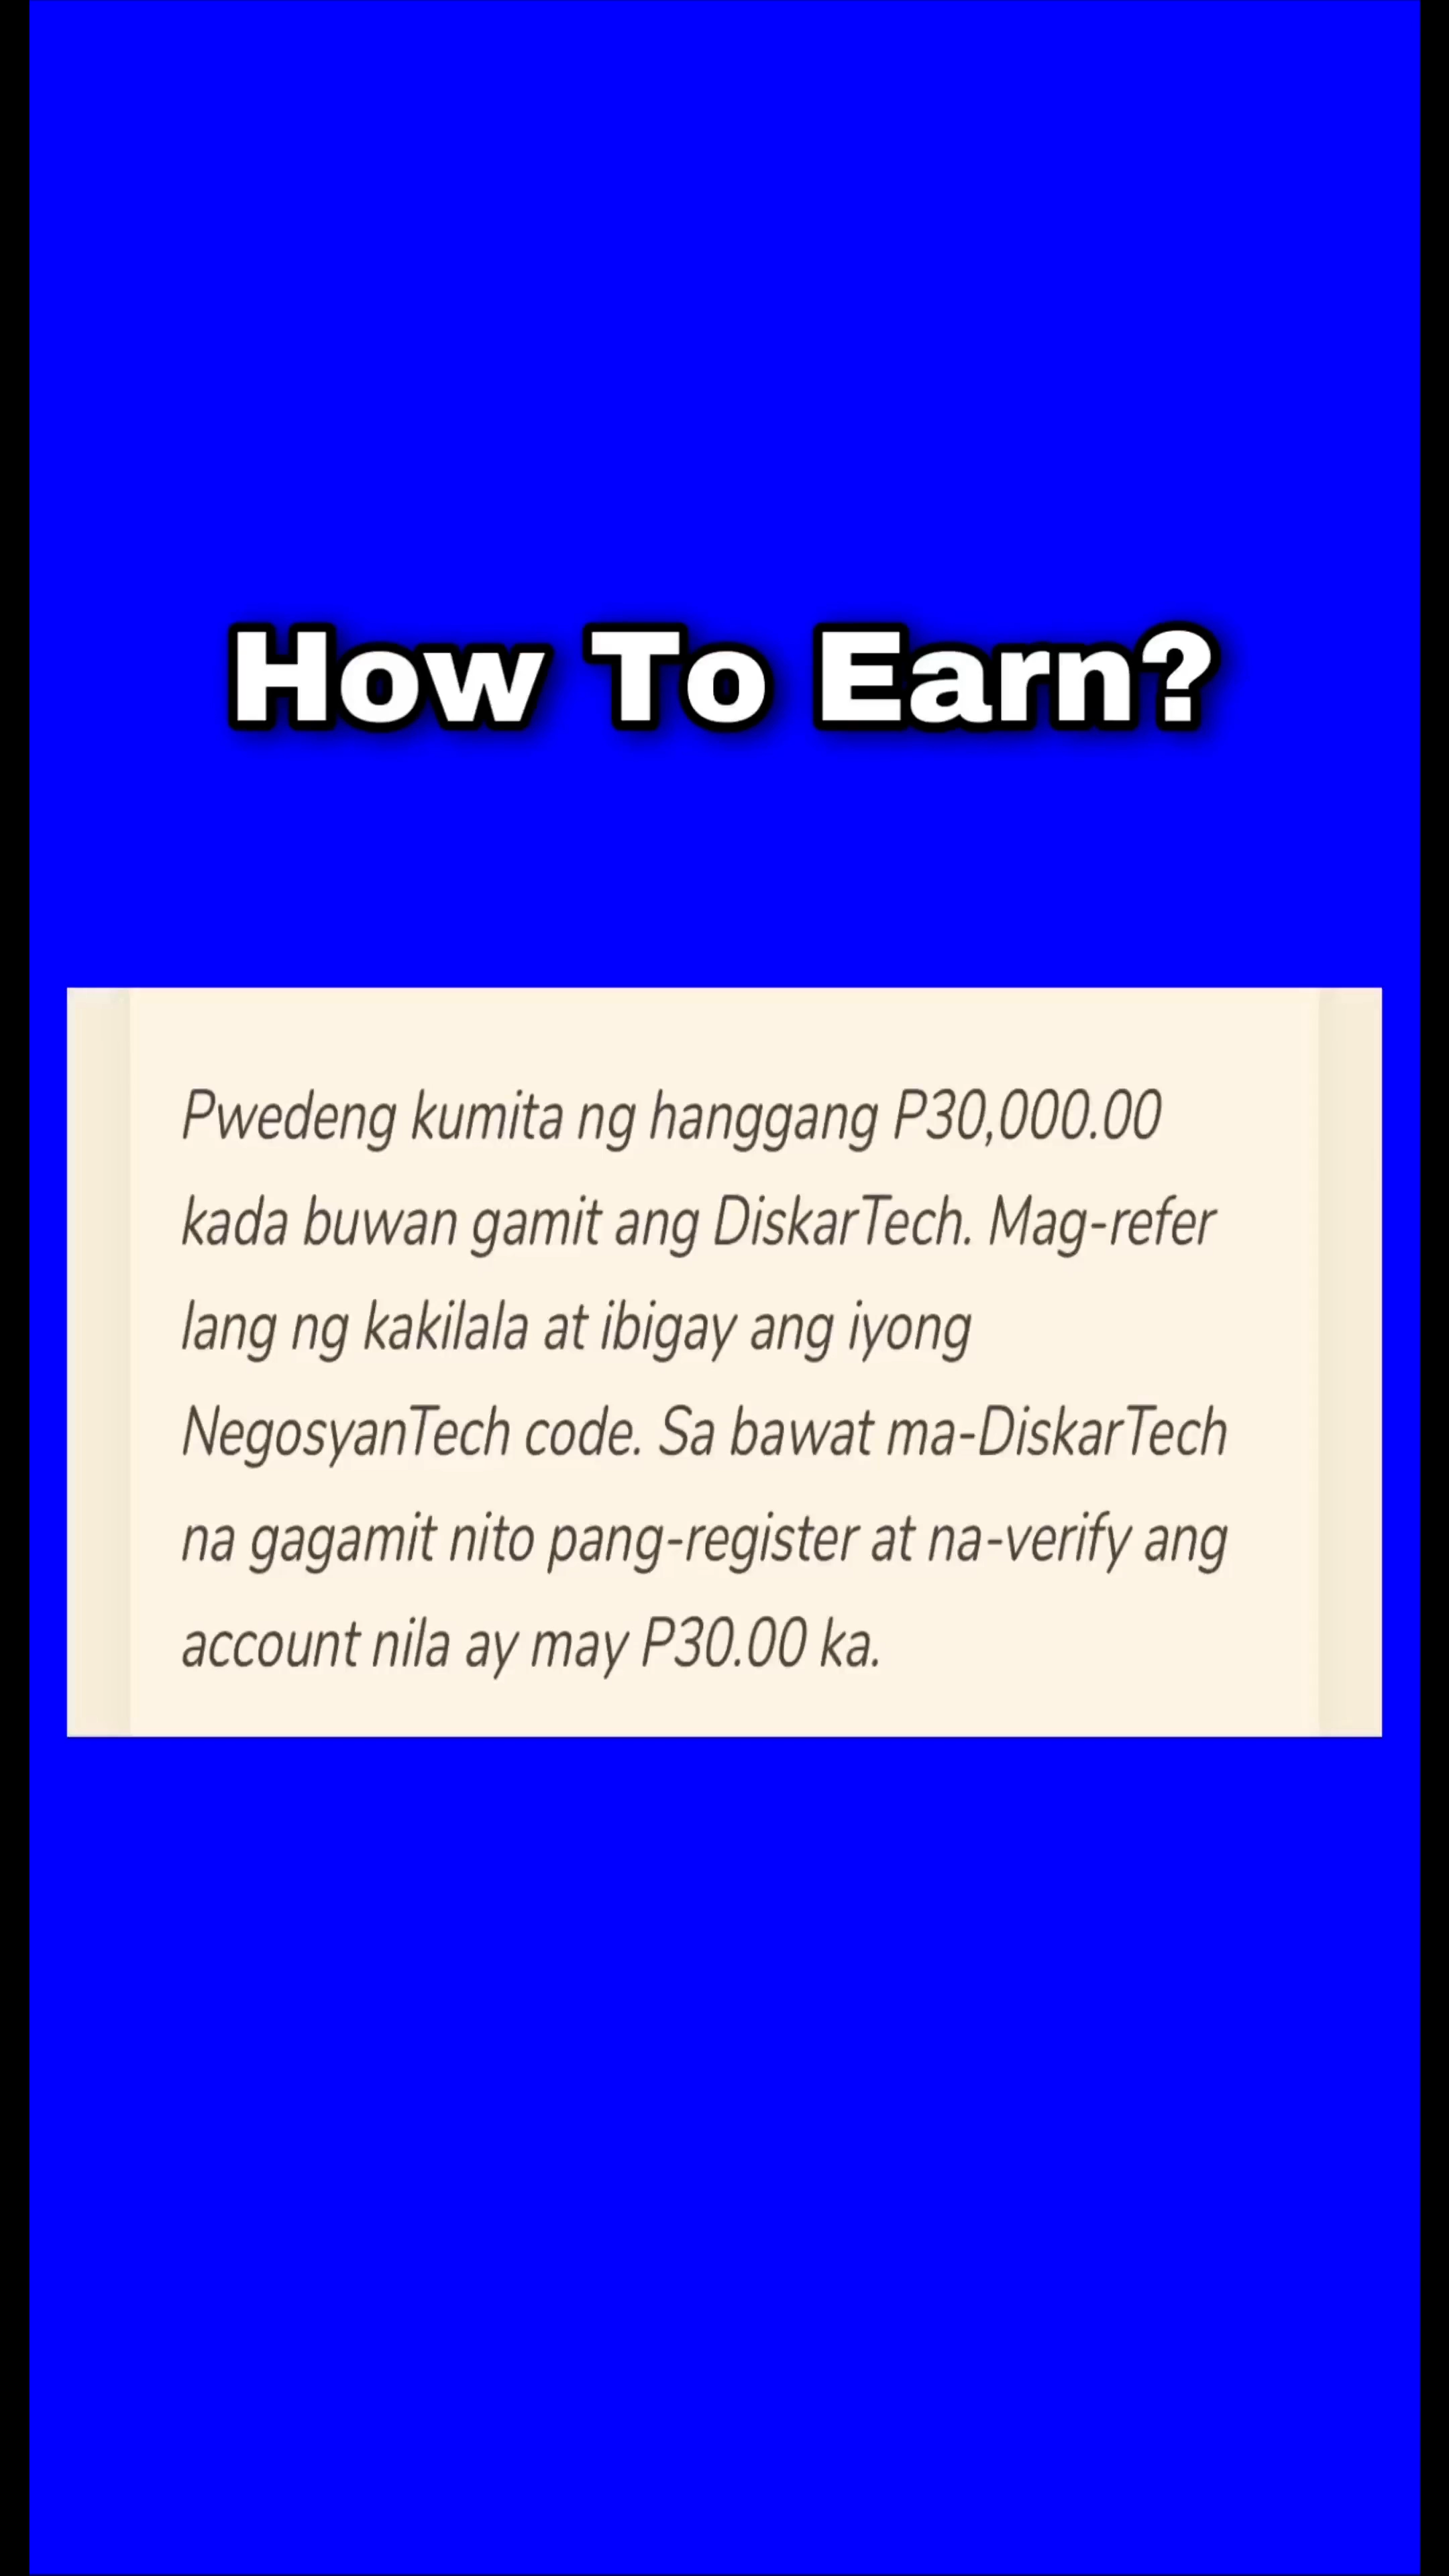 How To Earn?
Pwedeng kumita ng hanggang P30,000.00
kada buwan gamit ang DiskarTech. Mag-refer
lang ng kakilala at ibigay ang iyong
NegosyanTech code. Sa bawat ma-DiskarTech
na gagamit nito pang-register at na-verify ang
account nila ay may P30.00 ka.